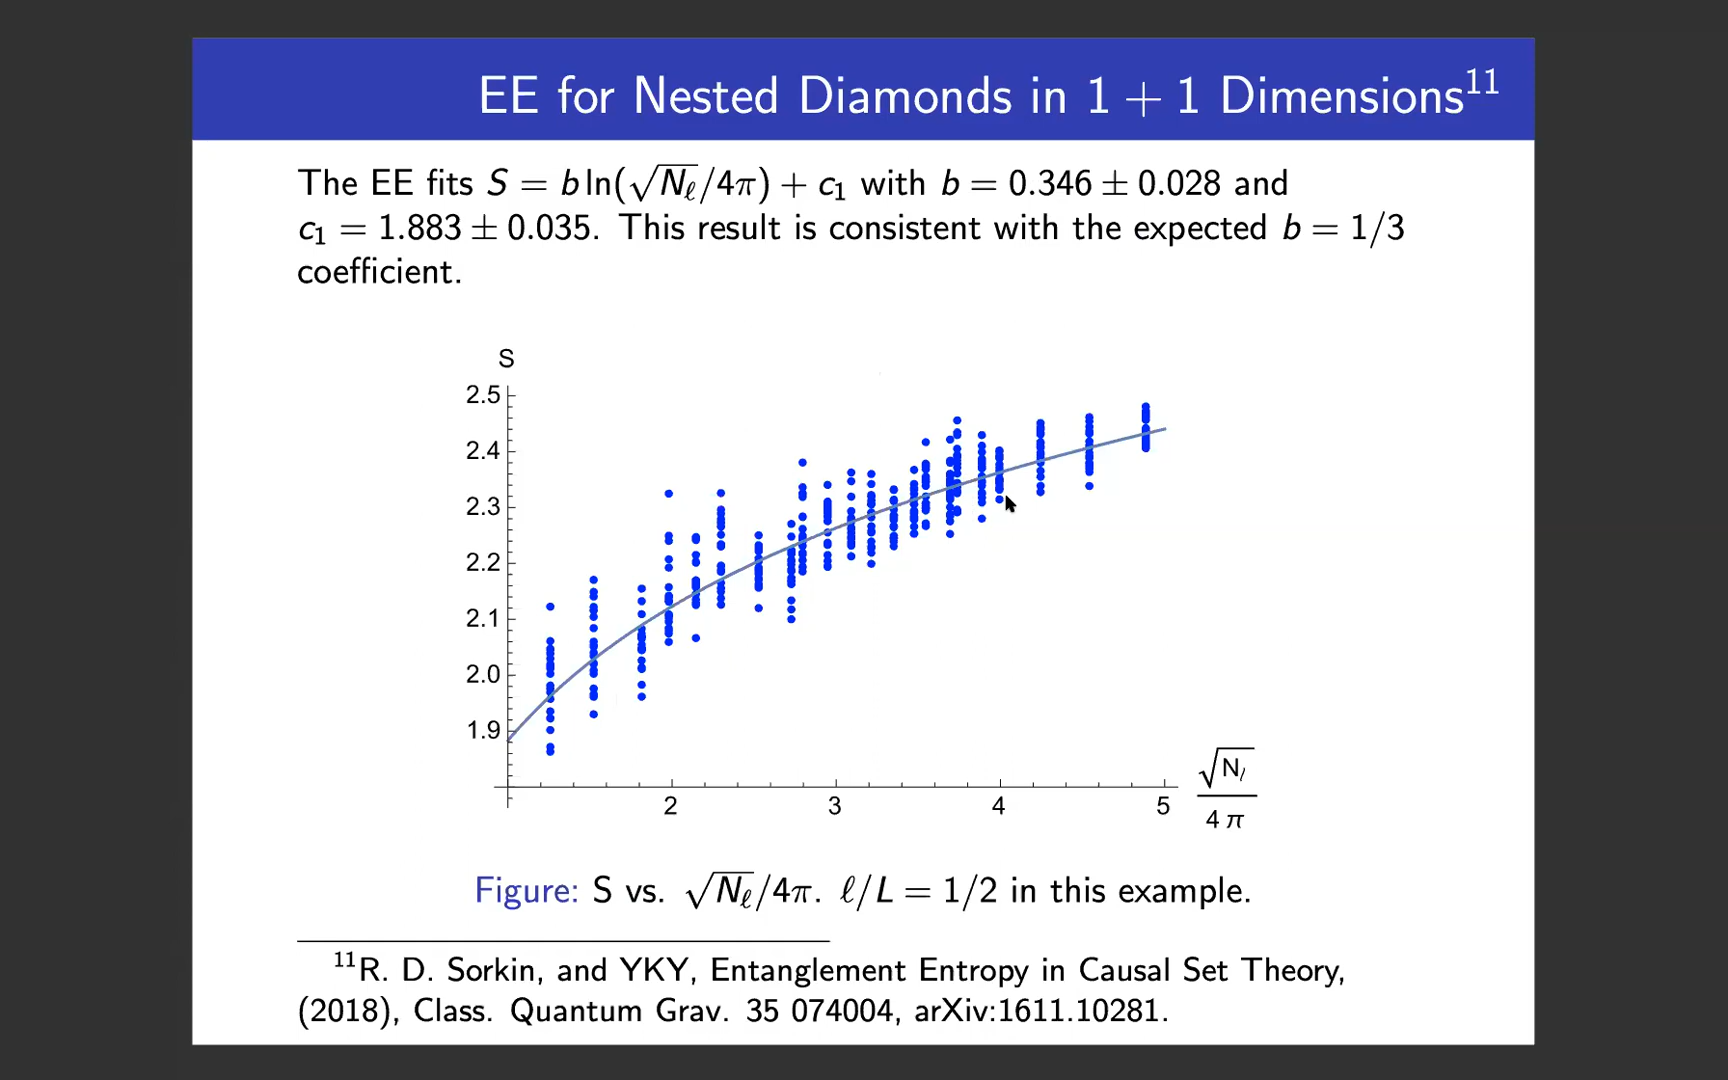 EE for Nested Diamonds in 1 + 1 Dimensions¹¹
The EE fits S = b ln(√Nℓ/4π) + c₁ with b = 0.346 ± 0.028 and
c₁ = 1.883 ± 0.035. This result is consistent with the expected b = 1/3
coefficient.
S
2.5
2.4
2.3
2.2
2.1
2.0
1.9
2 3 4 5
√Nₗ
4 π
Figure: S vs. √Nℓ/4π. ℓ/L = 1/2 in this example.
¹¹R. D. Sorkin, and YKY, Entanglement Entropy in Causal Set Theory,
(2018), Class. Quantum Grav. 35 074004, arXiv:1611.10281.